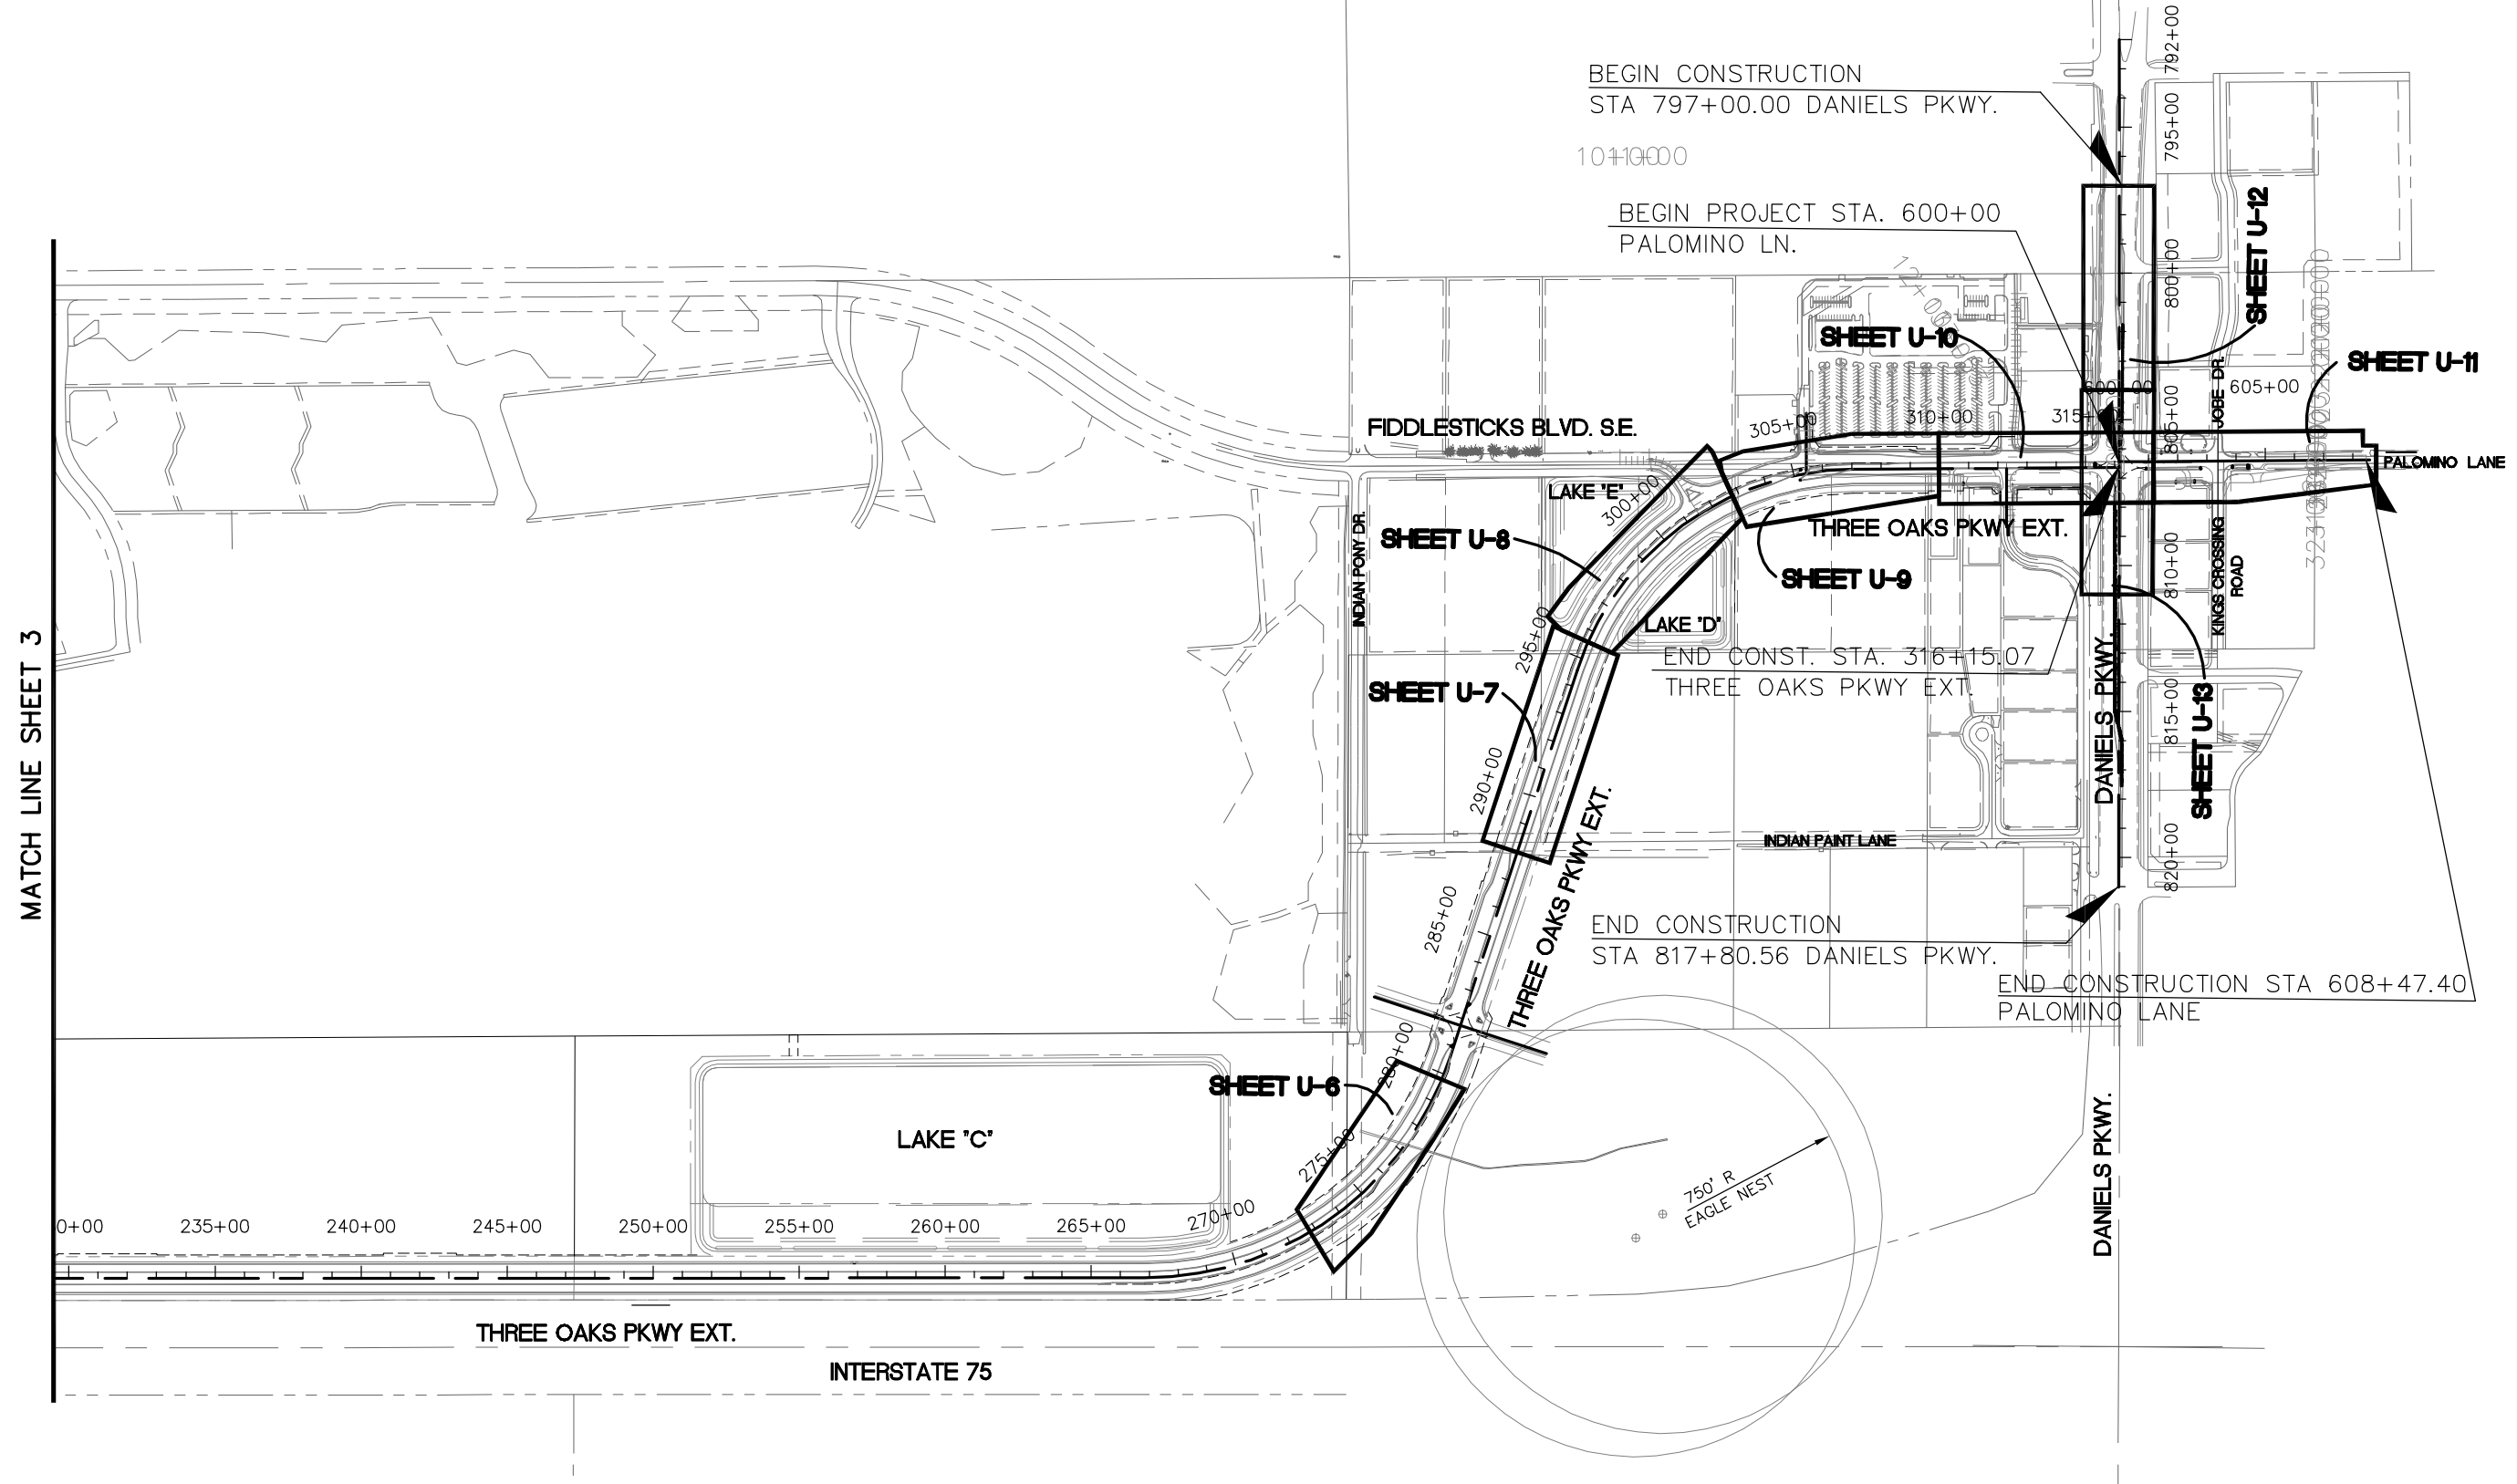 BEGIN CONSTRUCTION
STA 797+00.00 DANIELS PKWY.
BEGIN PROJECT STA. 600+00
PALOMINO LN.
792+00
795+00
800+00
805+00
810+00
815+00
820+00
SHEET U-12
SHEET U-10
SHEET U-11
JOBE DR.
605+00
FIDDLESTICKS BLVD. S.E.
305+00
310+00
PALOMINO LANE
LAKE "E"
300+00
INDIAN PONY DR.
SHEET U-8
THREE OAKS PKWY EXT.
SHEET U-9
KINGS CROSSING
ROAD
LAKE "D"
295+00
END CONST. STA. 316+15.07
THREE OAKS PKWY EXT.
SHEET U-7
DANIELS PKWY.
SHEET U-13
MATCH LINE SHEET 3
290+00
INDIAN PAINT LANE
THREE OAKS PKWY EXT.
285+00
END CONSTRUCTION
STA 817+80.56 DANIELS PKWY.
END CONSTRUCTION STA 608+47.40
PALOMINO LANE
280+00
SHEET U-6
LAKE "C"
275+00
750' R
EAGLE NEST
DANIELS PKWY.
0+00
235+00
240+00
245+00
250+00
255+00
260+00
265+00
270+00
THREE OAKS PKWY EXT.
INTERSTATE 75